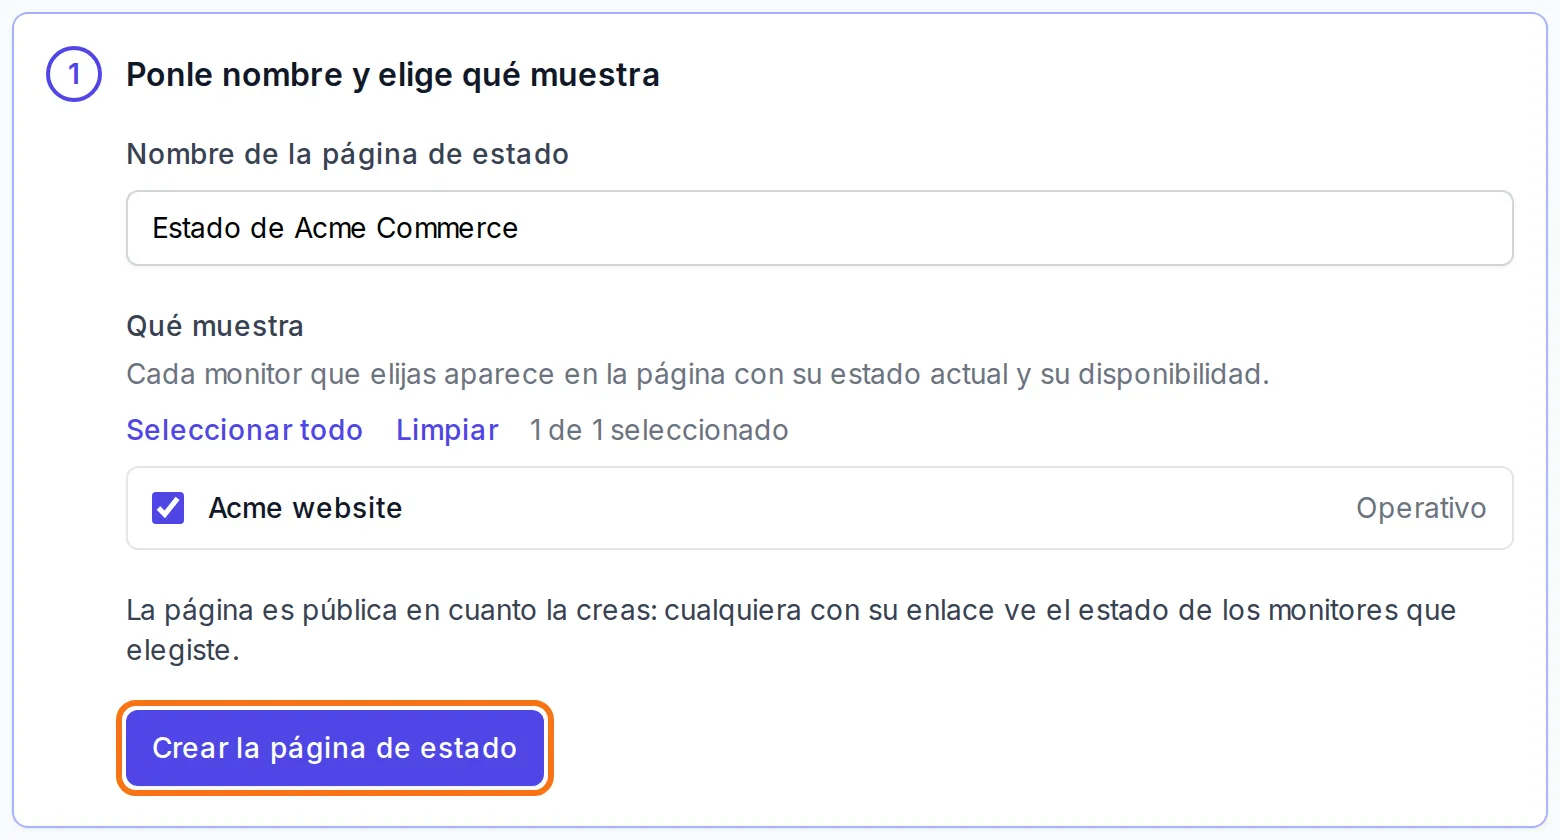 1
Ponle nombre y elige qué muestra
Nombre de la página de estado
Estado de Acme Commerce
Qué muestra
Cada monitor que elijas aparece en la página con su estado actual y su disponibilidad.
Seleccionar todo Limpiar 1 de 1 seleccionado
Acme website Operativo
La página es pública en cuanto la creas: cualquiera con su enlace ve el estado de los monitores que
elegiste.
Crear la página de estado